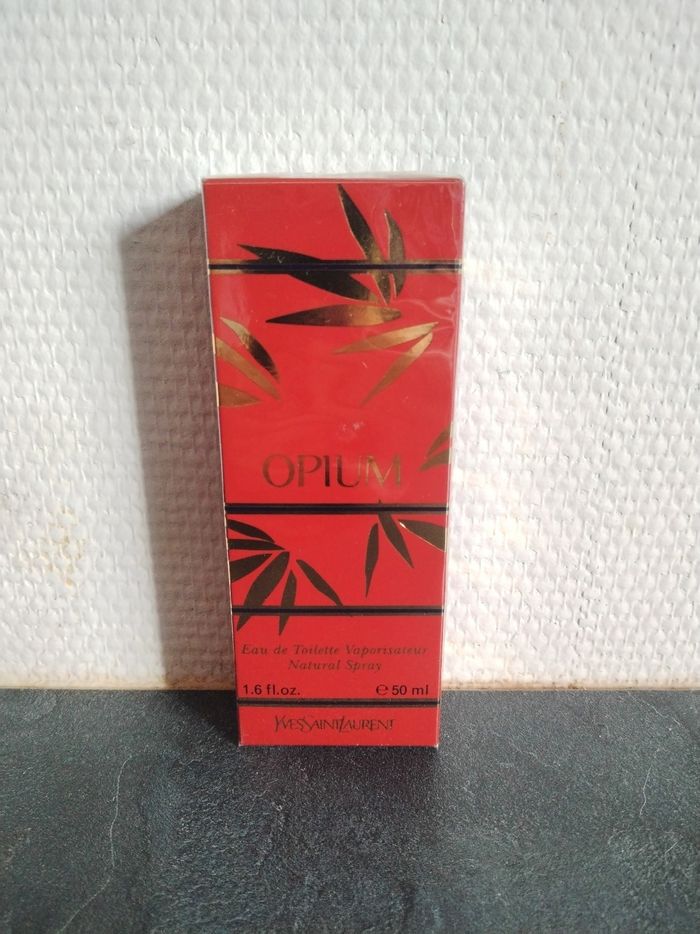 OPIUM
Eau de Toilette Vaporisateur
Natural Spray
1.6 fl.oz. ℮ 50 ml
YVESSAINTLAURENT